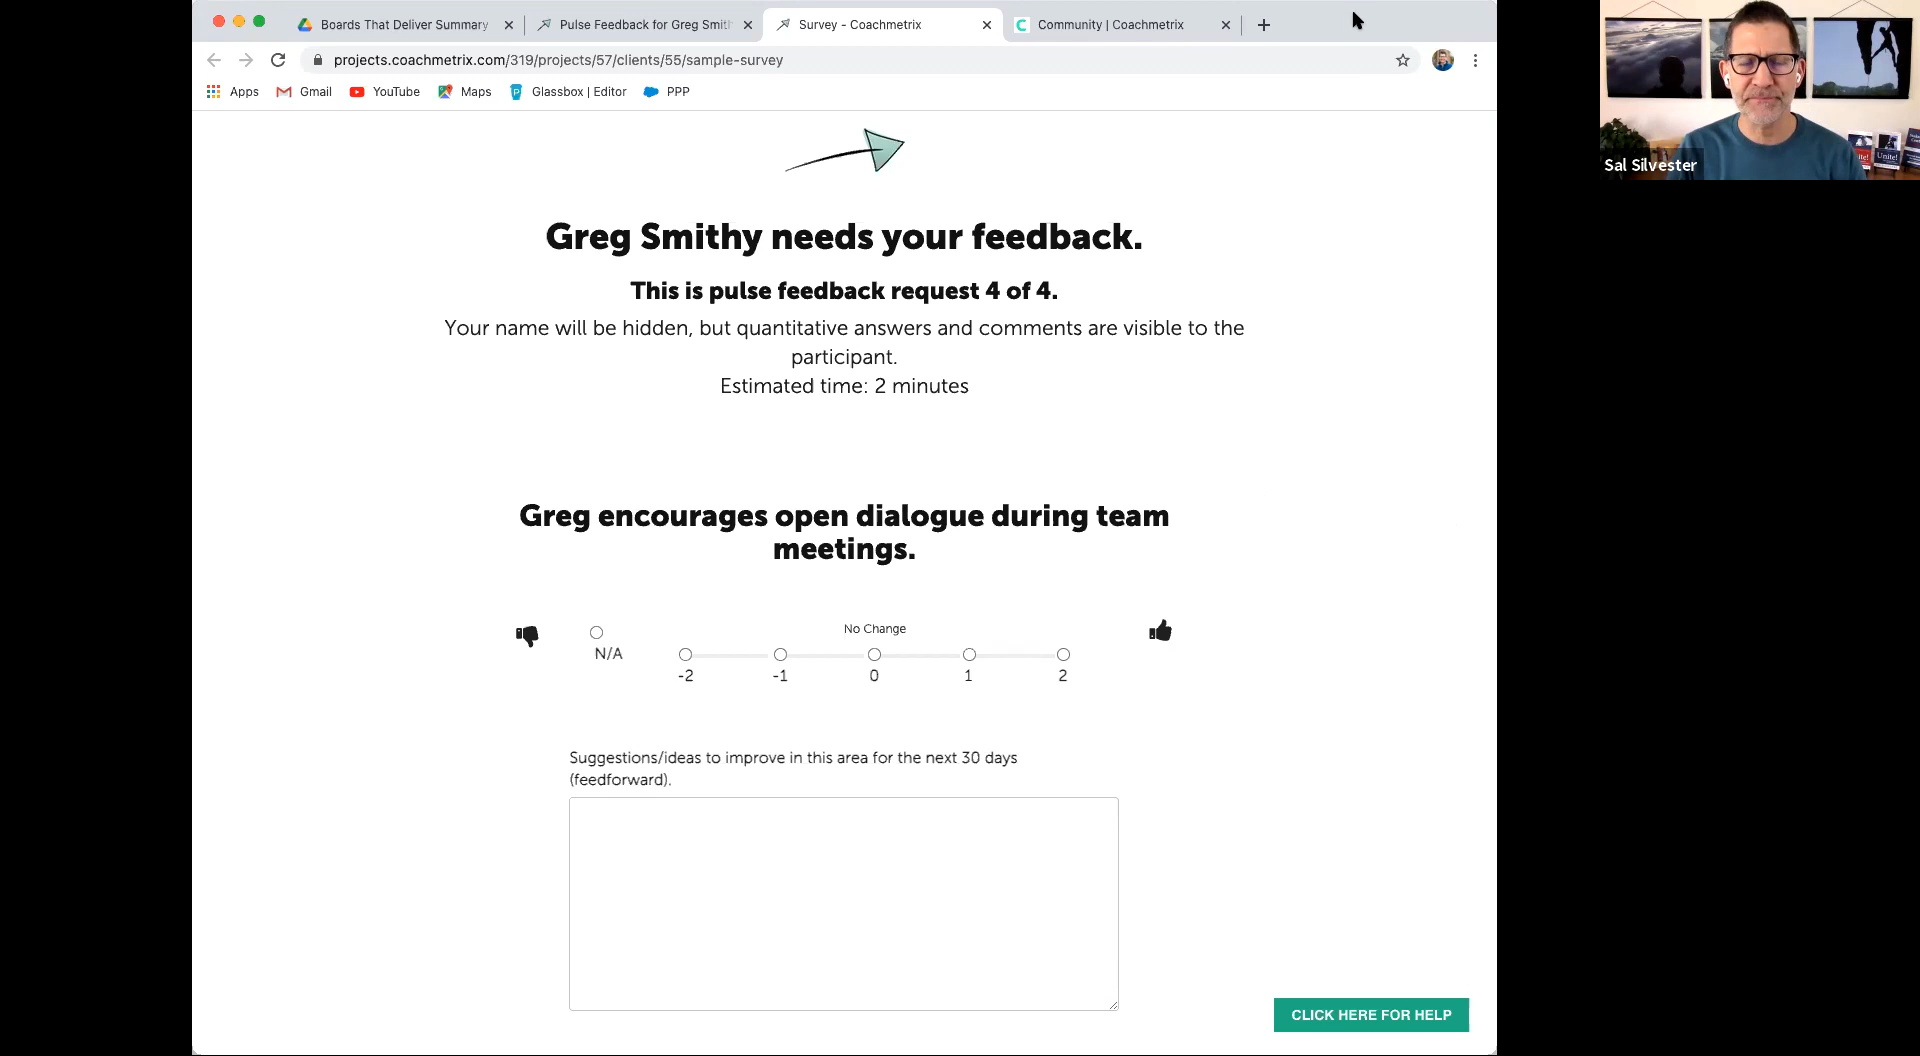 Boards That Deliver Summary
Pulse Feedback for Greg Smith
Survey - Coachmetrix
Community | Coachmetrix
projects.coachmetrix.com/319/projects/57/clients/55/sample-survey
Apps
Gmail
YouTube
Maps
Glassbox | Editor
PPP
Sal Silvester
Unite!
Greg Smithy needs your feedback.
This is pulse feedback request 4 of 4.
Your name will be hidden, but quantitative answers and comments are visible to the
participant.
Estimated time: 2 minutes
Greg encourages open dialogue during team
meetings.
No Change
N/A
-2 -1 0 1 2
Suggestions/ideas to improve in this area for the next 30 days
(feedforward).
CLICK HERE FOR HELP